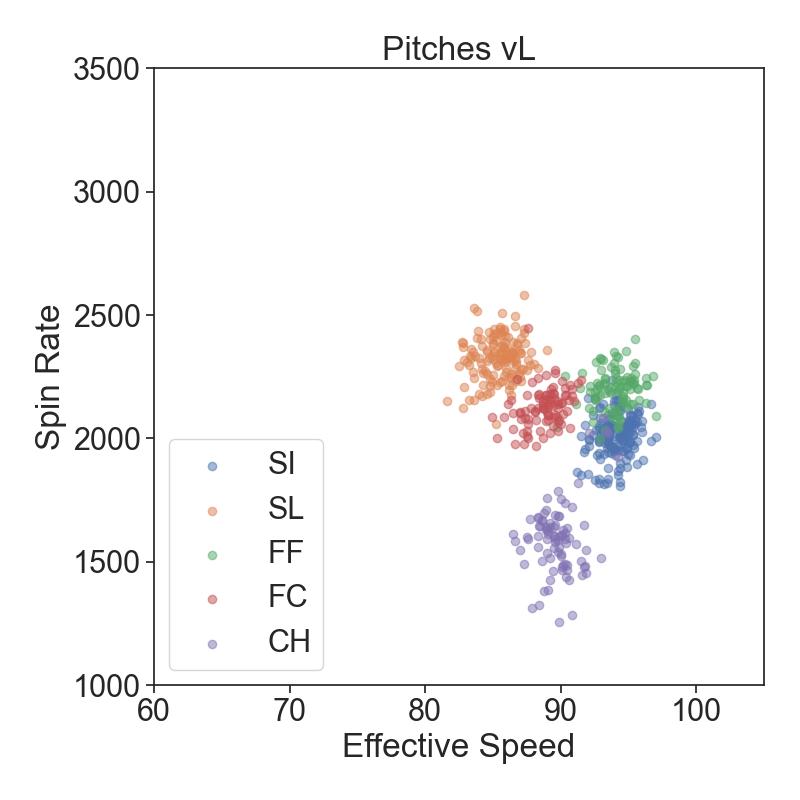 Pitches vL
3500
3000
2500
2000
1500
1000
Spin Rate
SI
SL
FF
FC
CH
60 70 80 90 100
Effective Speed